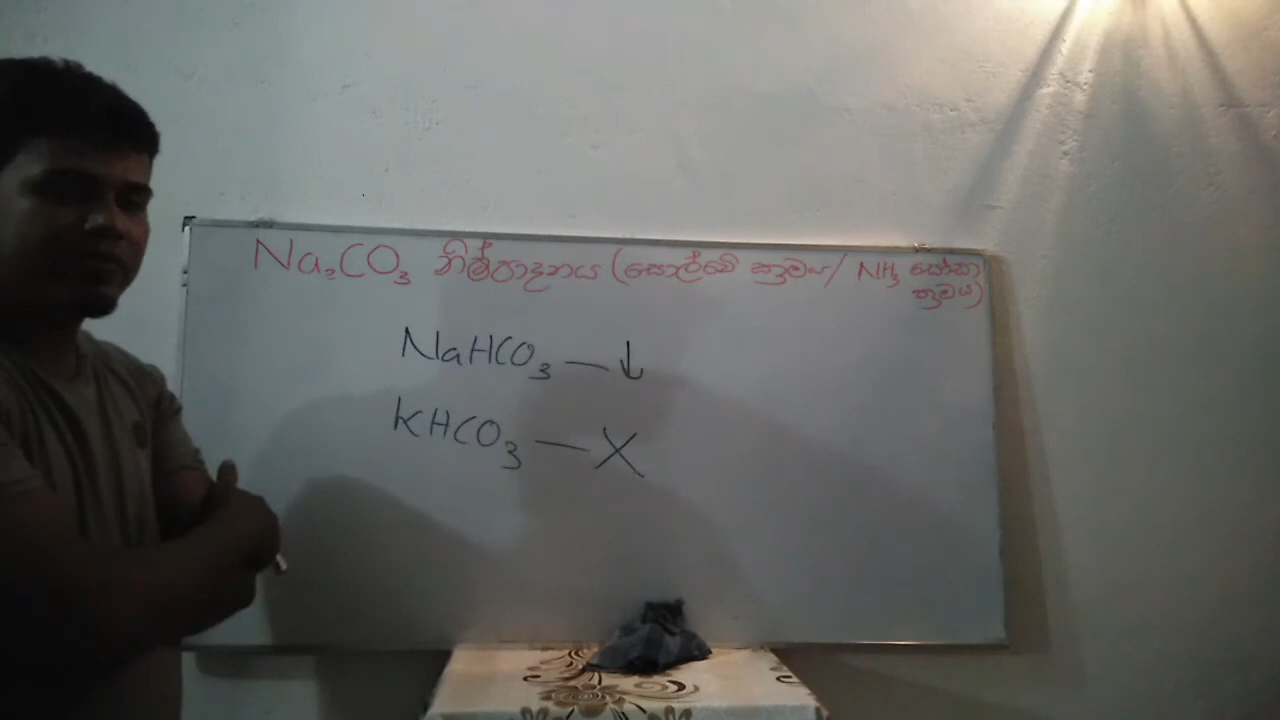 Na₂CO₃ නිෂ්පාදනය (සොල්වේ ක්‍රමය/ NH₃ සෝඩා
ක්‍රමය)
NaHCO₃ — ↓
KHCO₃ — X